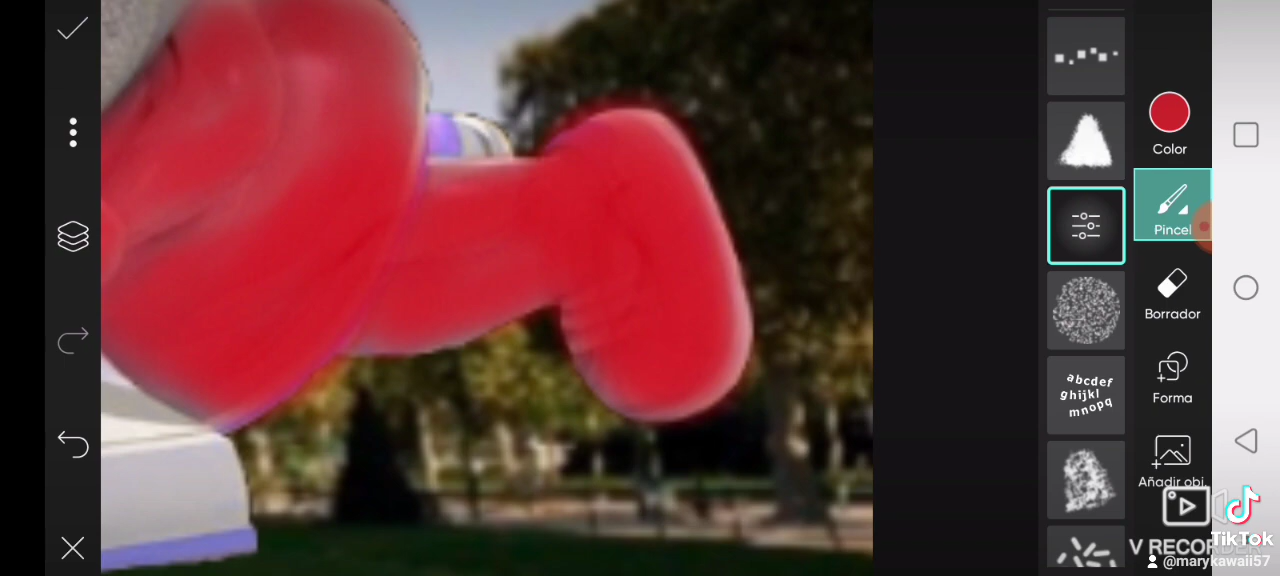 Color
Pincel
Borrador
abcdef
ghijkl
mnopq
Forma
Añadir obj.
V RECORDER
TikTok
@marykawaii57